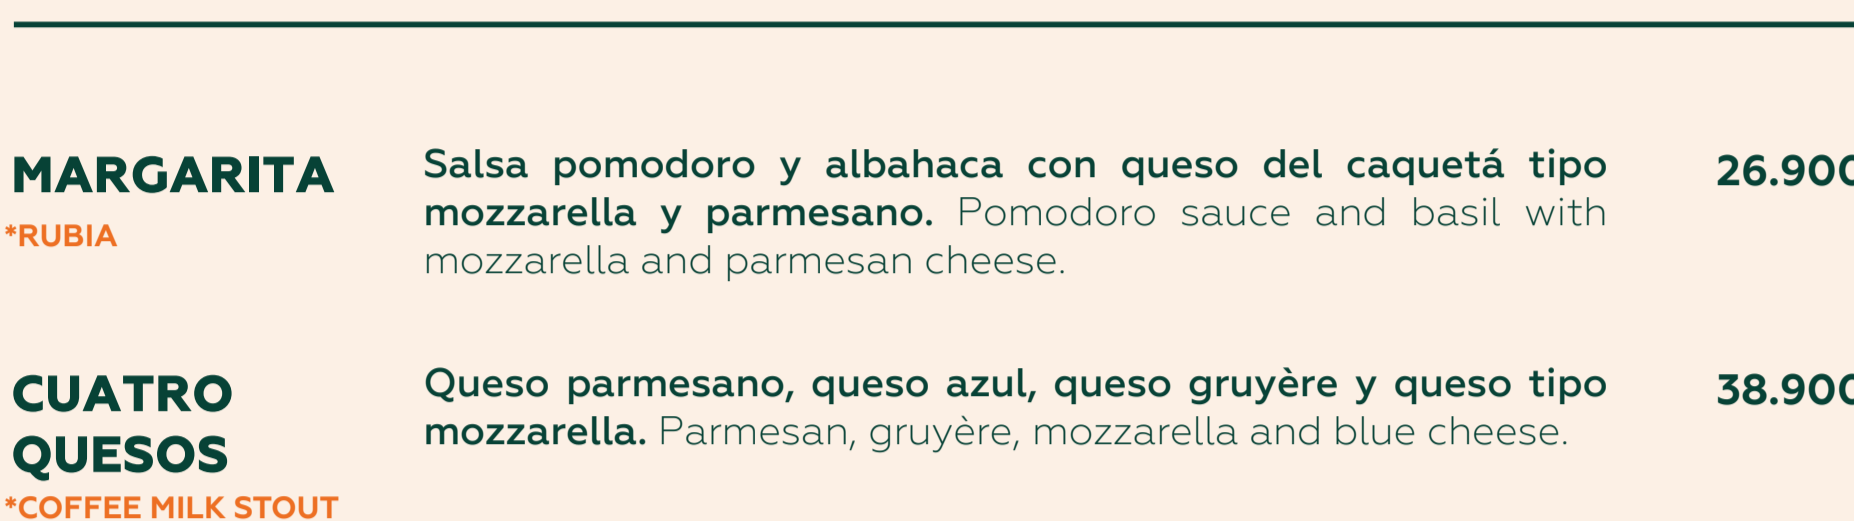 MARGARITA
*RUBIA
Salsa pomodoro y albahaca con queso del caquetá tipo
mozzarella y parmesano. Pomodoro sauce and basil with
mozzarella and parmesan cheese.
26.900
CUATRO
QUESOS
*COFFEE MILK STOUT
Queso parmesano, queso azul, queso gruyère y queso tipo
mozzarella. Parmesan, gruyère, mozzarella and blue cheese.
38.900